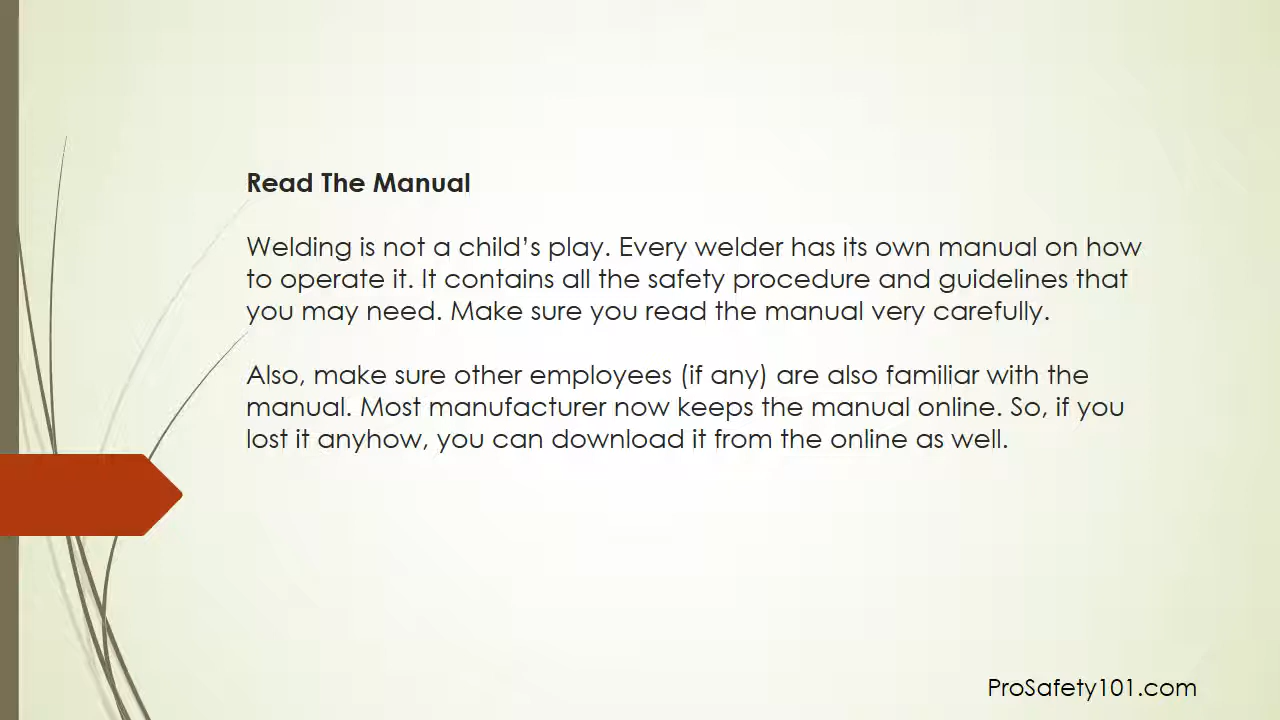 Read The Manual
Welding is not a child’s play. Every welder has its own manual on how
to operate it. It contains all the safety procedure and guidelines that
you may need. Make sure you read the manual very carefully.
Also, make sure other employees (if any) are also familiar with the
manual. Most manufacturer now keeps the manual online. So, if you
lost it anyhow, you can download it from the online as well.
ProSafety101.com